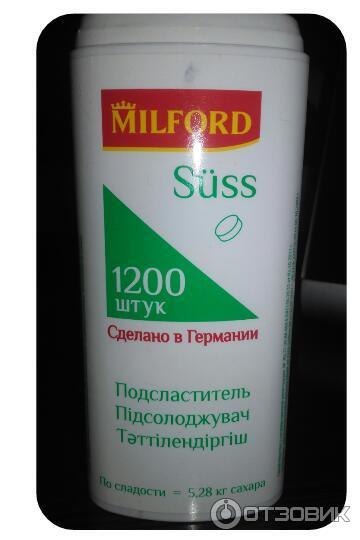 MILFORD
Süss
1200
штук
Сделано в Германии
Подсластитель
Підсолоджувач
Тәттілендіргіш
По сладости = 5,28 кг сахара
ОТЗОВИК